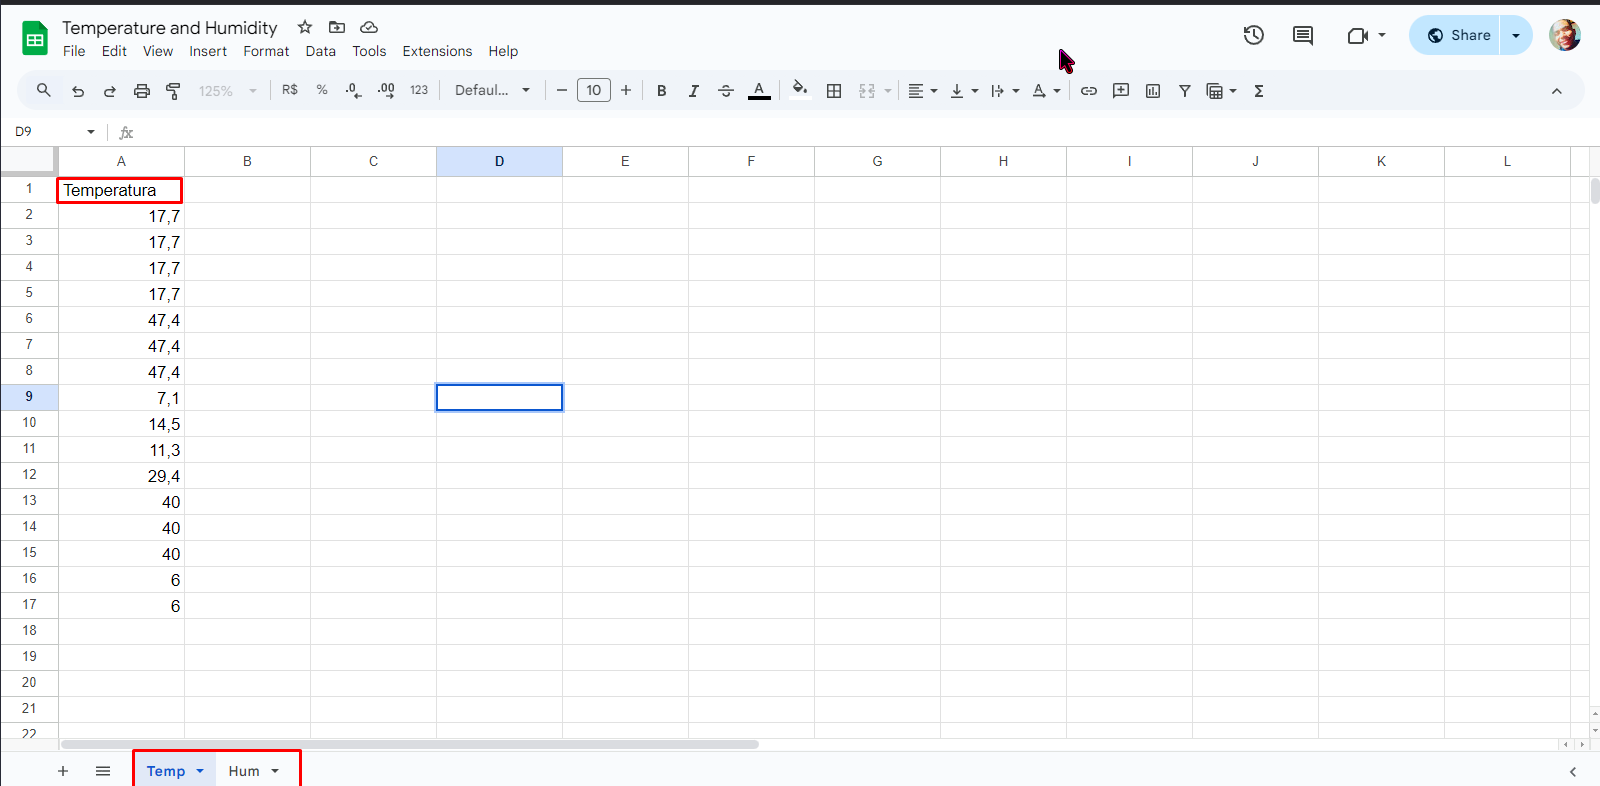 Temperature and Humidity
File Edit View Insert Format Data Tools Extensions Help
Share
125% R$ % .0 .00 123 Defaul... − 10 + B I A A Σ
D9 fx
A B C D E F G H I J K L
1 Temperatura
2 17,7
3 17,7
4 17,7
5 17,7
6 47,4
7 47,4
8 47,4
9 7,1
10 14,5
11 11,3
12 29,4
13 40
14 40
15 40
16 6
17 6
18
19
20
21
22
+ Temp Hum